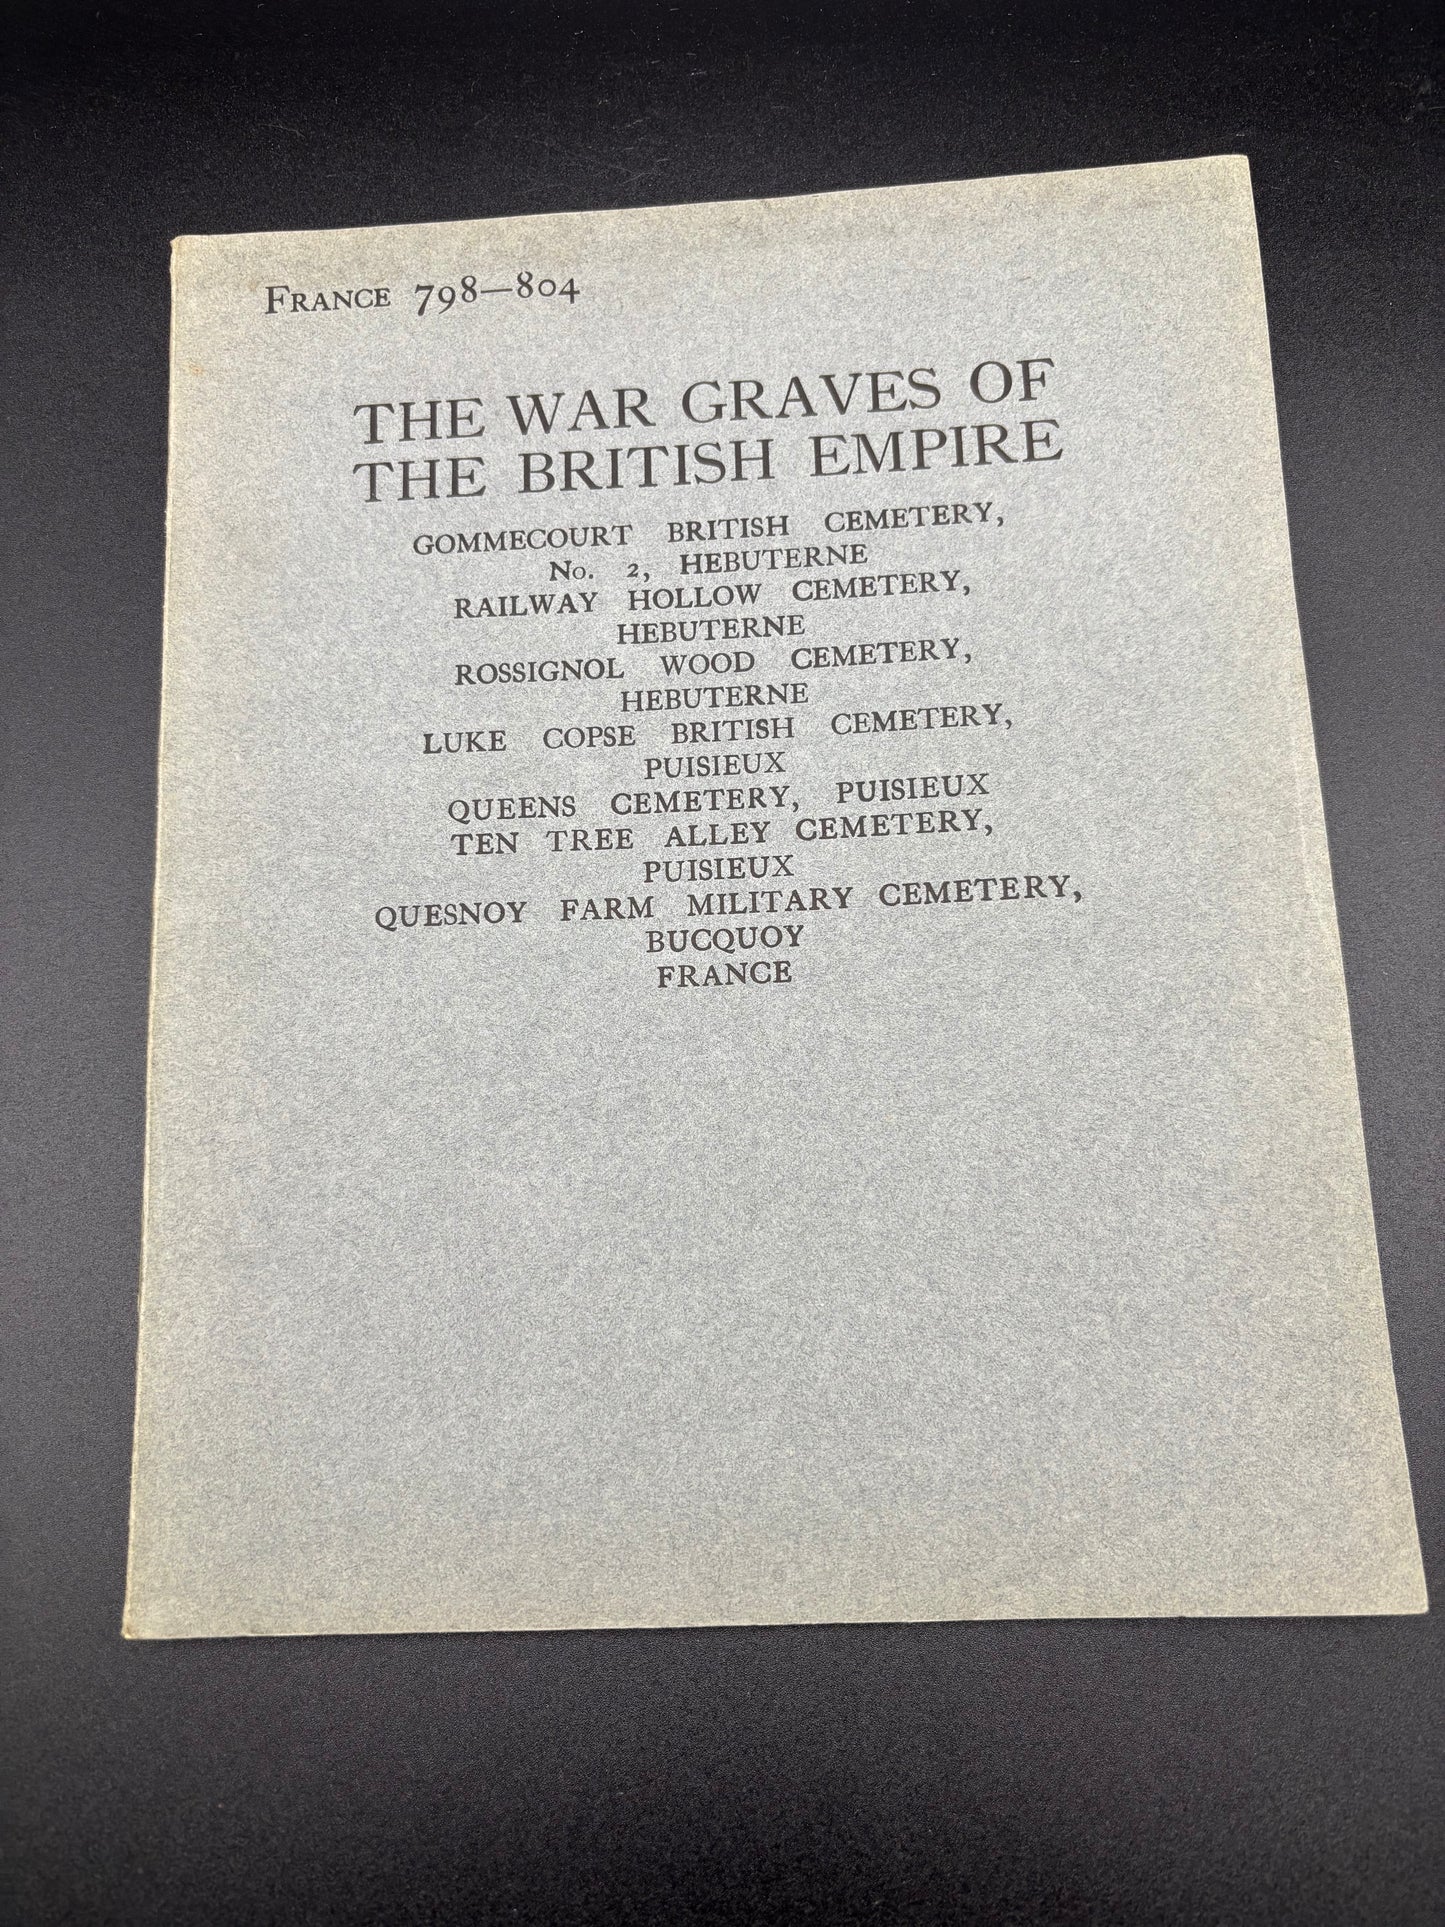 FRANCE 798—804
THE WAR GRAVES OF
THE BRITISH EMPIRE
GOMMECOURT BRITISH CEMETERY,
No. 2, HEBUTERNE
RAILWAY HOLLOW CEMETERY,
HEBUTERNE
ROSSIGNOL WOOD CEMETERY,
HEBUTERNE
LUKE COPSE BRITISH CEMETERY,
PUISIEUX
QUEENS CEMETERY, PUISIEUX
TEN TREE ALLEY CEMETERY,
PUISIEUX
QUESNOY FARM MILITARY CEMETERY,
BUCQUOY
FRANCE